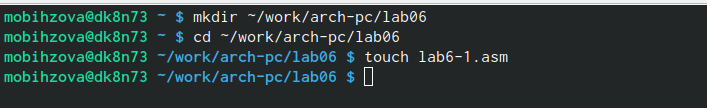 mobihzova@dk8n73 ~ $ mkdir ~/work/arch-pc/lab06
mobihzova@dk8n73 ~ $ cd ~/work/arch-pc/lab06
mobihzova@dk8n73 ~/work/arch-pc/lab06 $ touch lab6-1.asm
mobihzova@dk8n73 ~/work/arch-pc/lab06 $